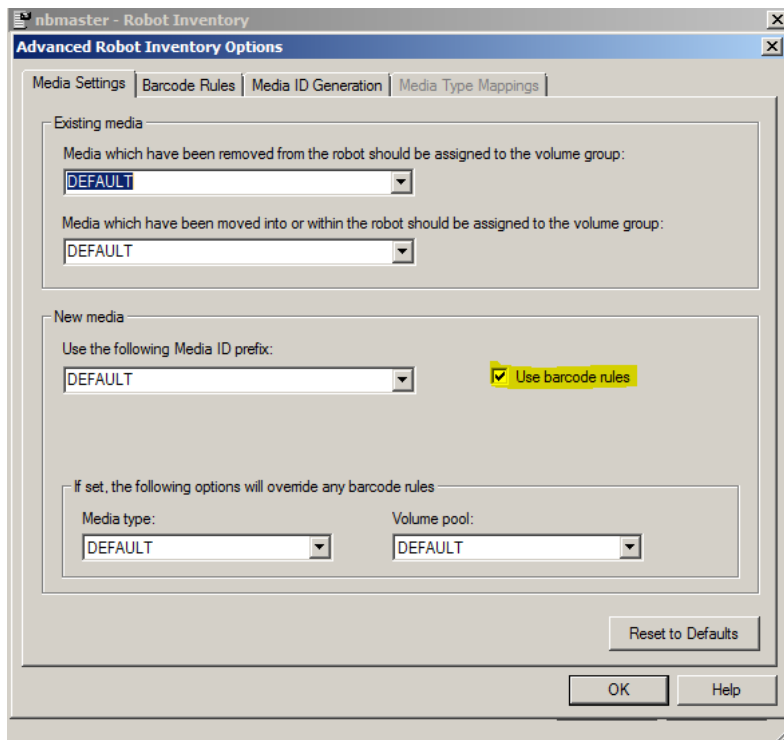 nbmaster - Robot Inventory
Advanced Robot Inventory Options
Media Settings Barcode Rules Media ID Generation Media Type Mappings
Existing media
Media which have been removed from the robot should be assigned to the volume group:
DEFAULT
Media which have been moved into or within the robot should be assigned to the volume group:
DEFAULT
New media
Use the following Media ID prefix:
DEFAULT Use barcode rules
If set, the following options will override any barcode rules
Media type: Volume pool:
DEFAULT DEFAULT
Reset to Defaults
OK Help